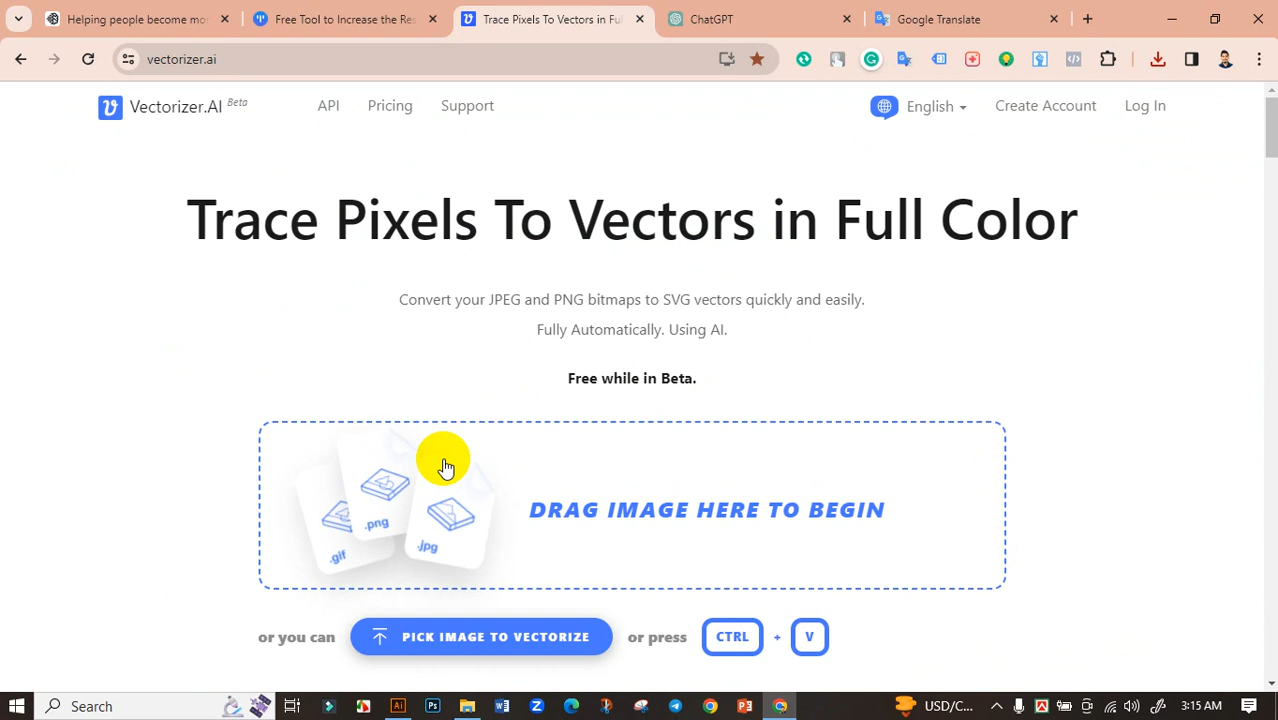 Helping people become mo
Free Tool to Increase the Res
Trace Pixels To Vectors in Ful
ChatGPT
Google Translate
vectorizer.ai
Vectorizer.AI Beta
API
Pricing
Support
English
Create Account
Log In
Trace Pixels To Vectors in Full Color
Convert your JPEG and PNG bitmaps to SVG vectors quickly and easily.
Fully Automatically. Using AI.
Free while in Beta.
.gif
.png
.jpg
DRAG IMAGE HERE TO BEGIN
or you can
PICK IMAGE TO VECTORIZE
or press
CTRL + V
Search
USD/C...
3:15 AM